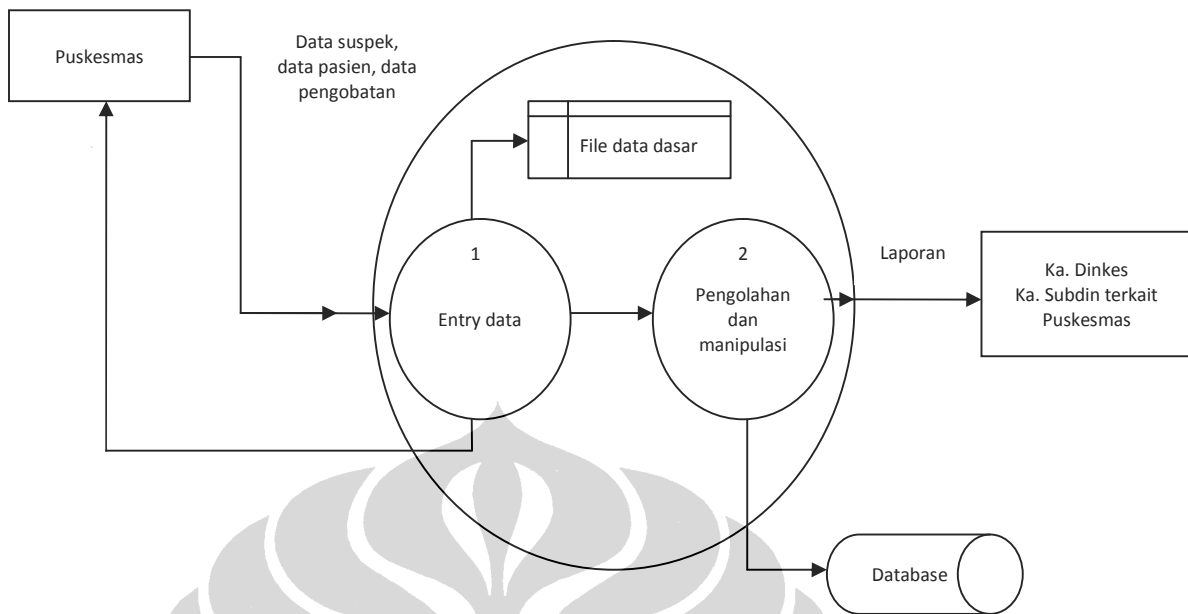 Puskesmas
Data suspek,
data pasien, data
pengobatan
File data dasar
1
Entry data
2
Pengolahan
dan
manipulasi
Laporan
Ka. Dinkes
Ka. Subdin terkait
Puskesmas
Database